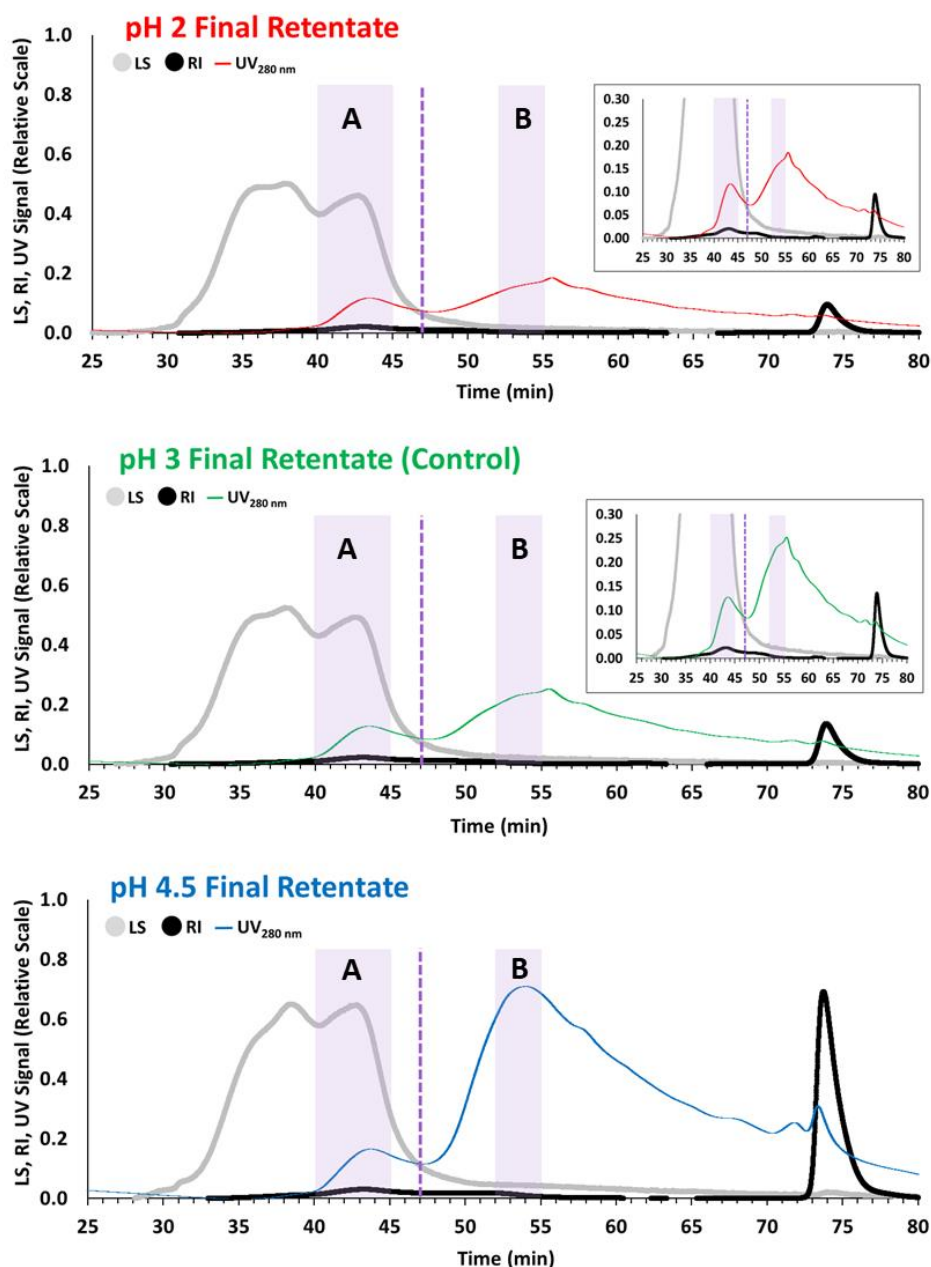 pH 2 Final Retentate
LS RI UV280 nm
LS, RI, UV Signal (Relative Scale)
1.0
0.8
0.6
0.4
0.2
0.0
A
B
0.30
0.25
0.20
0.15
0.10
0.05
0.00
25 30 35 40 45 50 55 60 65 70 75 80
25 30 35 40 45 50 55 60 65 70 75 80
Time (min)
pH 3 Final Retentate (Control)
LS RI UV280 nm
LS, RI, UV Signal (Relative Scale)
1.0
0.8
0.6
0.4
0.2
0.0
A
B
0.30
0.25
0.20
0.15
0.10
0.05
0.00
25 30 35 40 45 50 55 60 65 70 75 80
25 30 35 40 45 50 55 60 65 70 75 80
Time (min)
pH 4.5 Final Retentate
LS RI UV280 nm
LS, RI, UV Signal (Relative Scale)
1.0
0.8
0.6
0.4
0.2
0.0
A
B
25 30 35 40 45 50 55 60 65 70 75 80
Time (min)